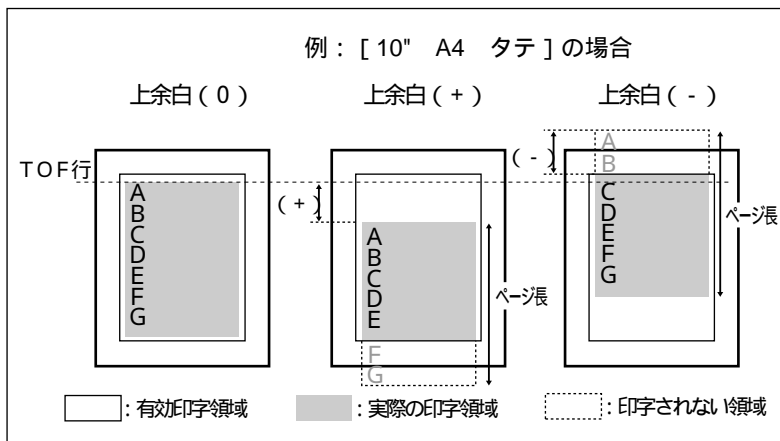 例：[ 10" A4 タテ ] の場合
上余白 ( 0 )
上余白 ( + )
上余白 ( - )
TOF行
A
B
C
D
E
F
G
( + )
A
B
C
D
E
F
G
ページ長
( - )
A
B
C
D
E
F
G
ページ長
：有効印字領域
：実際の印字領域
：印字されない領域